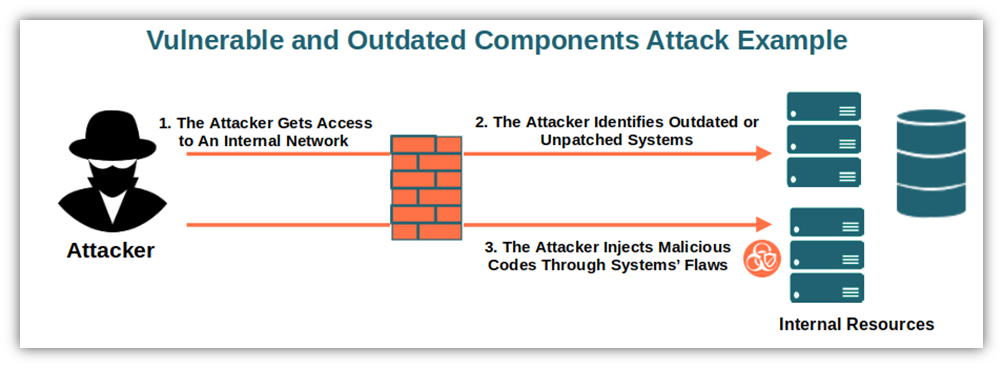 Vulnerable and Outdated Components Attack Example
1. The Attacker Gets Access
to An Internal Network
2. The Attacker Identifies Outdated or
Unpatched Systems
Attacker
3. The Attacker Injects Malicious
Codes Through Systems’ Flaws
Internal Resources